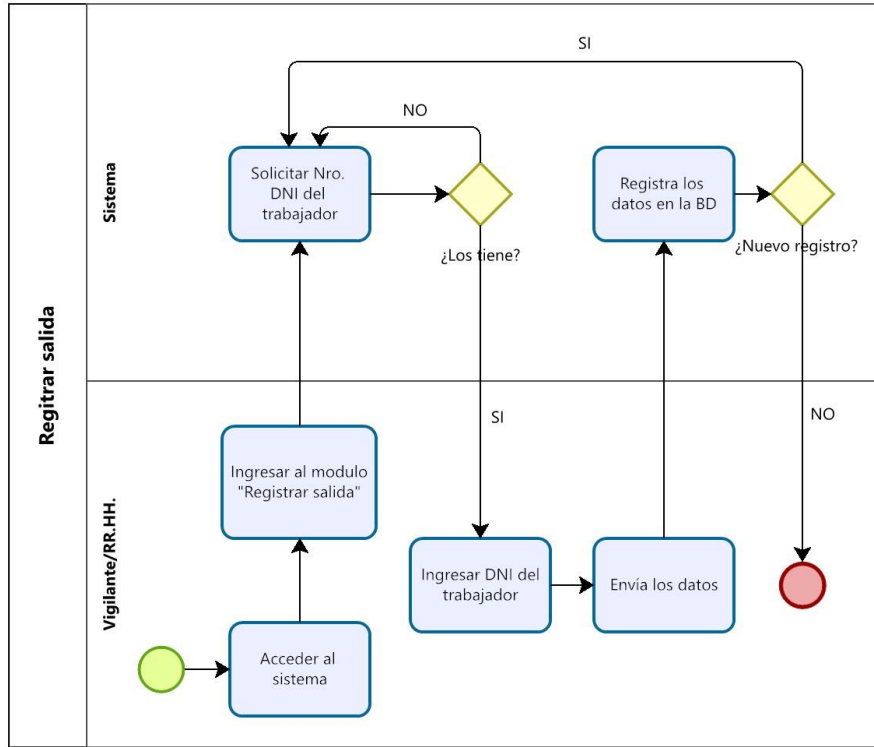 Regitrar salida
Sistema
SI
NO
Solicitar Nro.
DNI del
trabajador
¿Los tiene?
Registra los
datos en la BD
¿Nuevo registro?
Vigilante/RR.HH.
SI
NO
Ingresar al modulo
"Registrar salida"
Ingresar DNI del
trabajador
Envía los datos
Acceder al
sistema